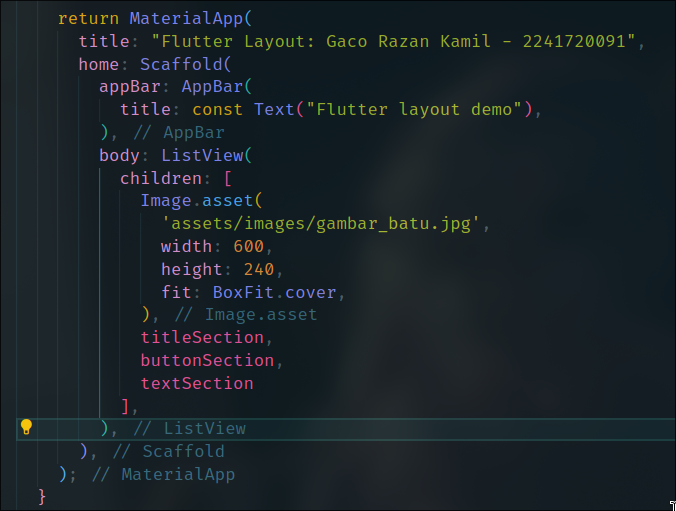 return MaterialApp(
title: "Flutter Layout: Gaco Razan Kamil - 2241720091",
home: Scaffold(
appBar: AppBar(
title: const Text("Flutter layout demo"),
), // AppBar
body: ListView(
children: [
Image.asset(
'assets/images/gambar_batu.jpg',
width: 600,
height: 240,
fit: BoxFit.cover,
), // Image.asset
titleSection,
buttonSection,
textSection
],
), // ListView
), // Scaffold
); // MaterialApp
}